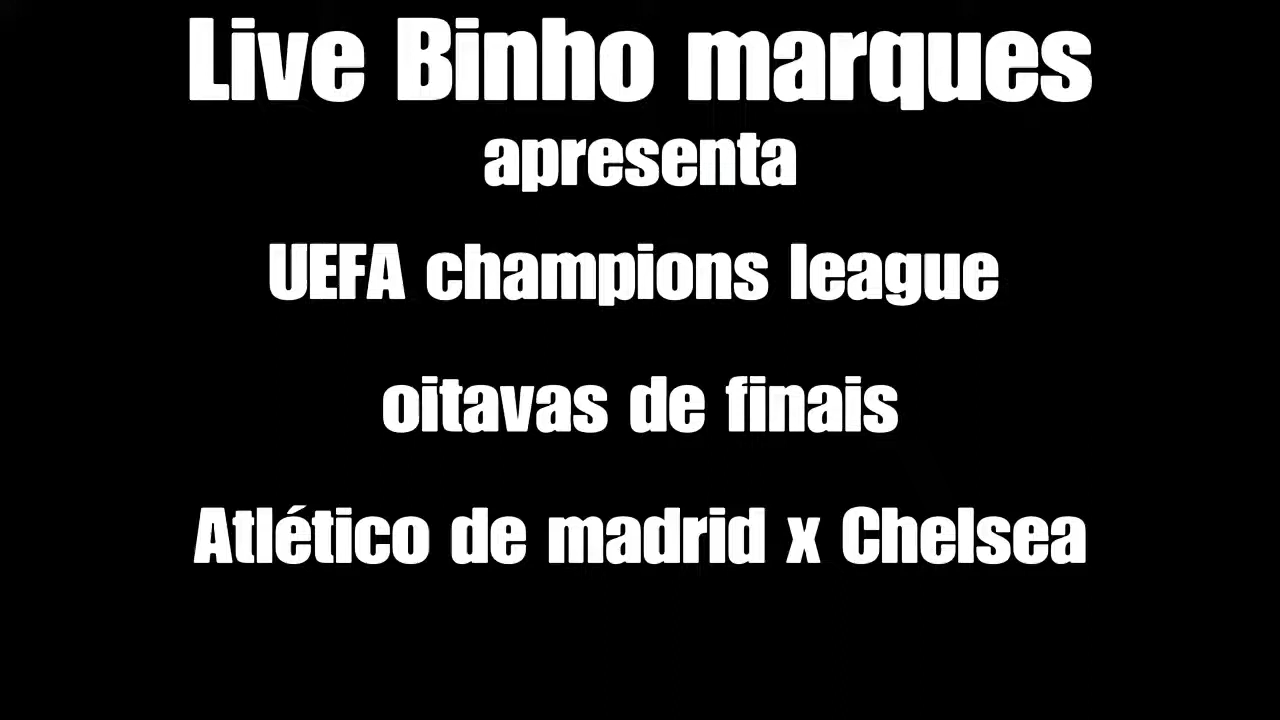 Live Binho marques
apresenta
UEFA champions league
oitavas de finais
Atlético de madrid x Chelsea